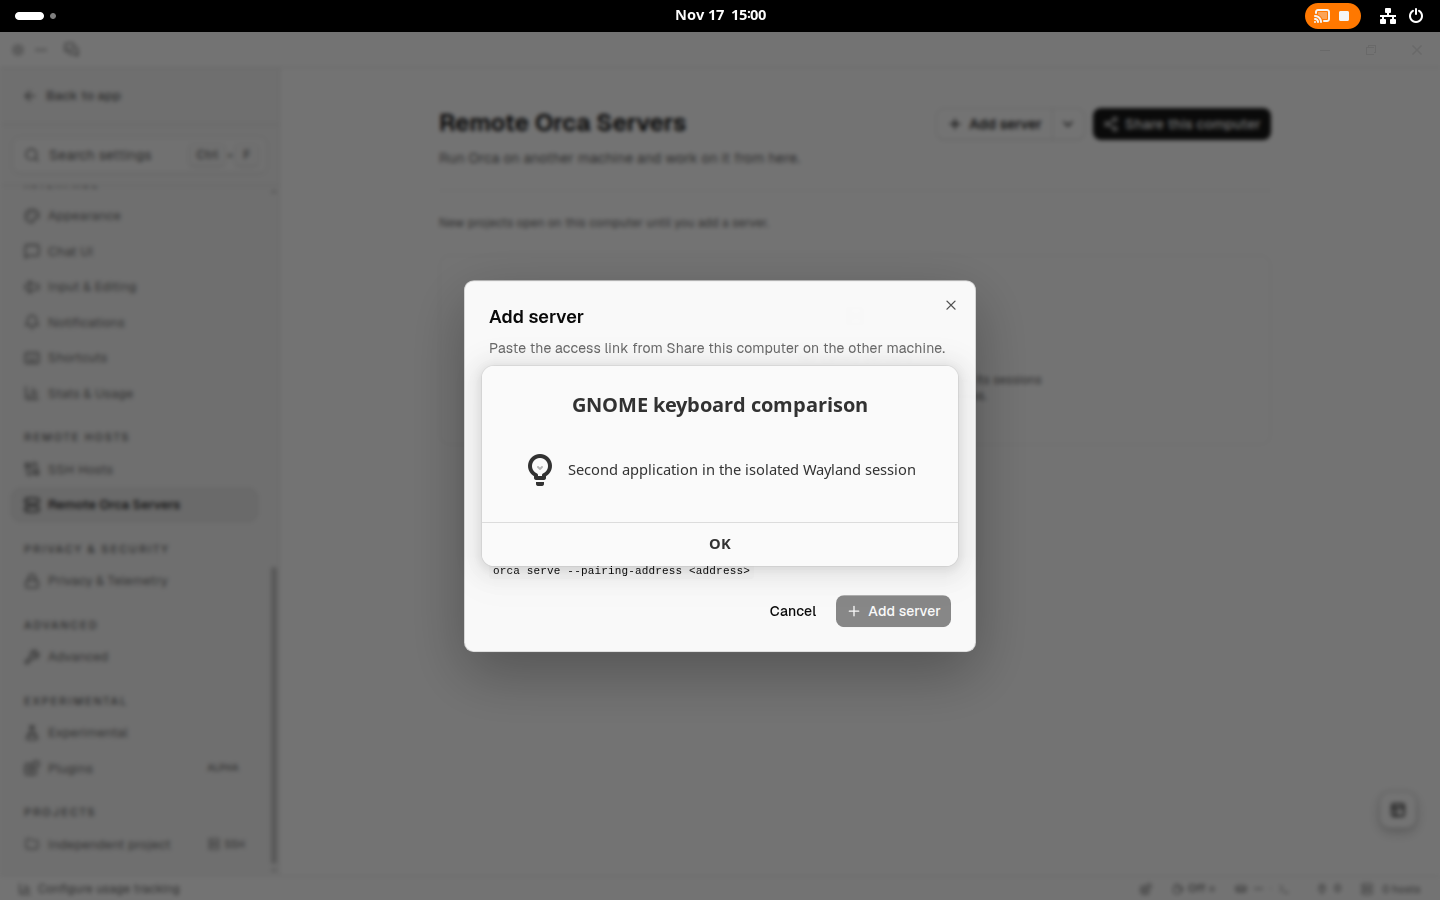 Nov 17 15:00
Back to app
Search settings
Ctrl
F
Appearance
Chat UI
Input & Editing
Notifications
Shortcuts
Stats & Usage
REMOTE HOSTS
SSH Hosts
Remote Orca Servers
PRIVACY & SECURITY
Privacy & Telemetry
ADVANCED
Advanced
EXPERIMENTAL
Experimental
Plugins
ALPHA
PROJECTS
Independent project
SSH
Configure usage tracking
Remote Orca Servers
Add server
Share this computer
Run Orca on another machine and work on it from here.
New projects open on this computer until you add a server.
sessions
Add server
Paste the access link from Share this computer on the other machine.
GNOME keyboard comparison
Second application in the isolated Wayland session
OK
orca serve --pairing-address <address>
Cancel
Add server